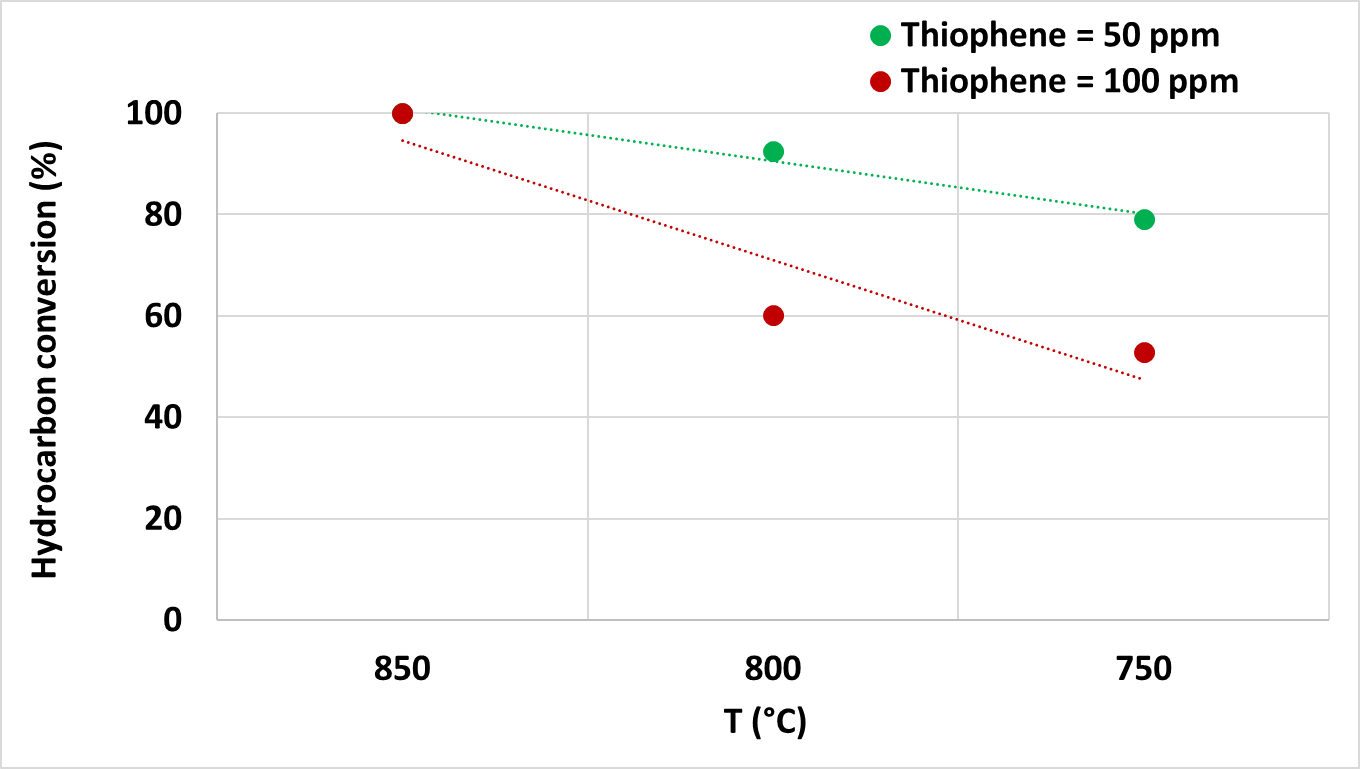 Thiophene = 50 ppm
Thiophene = 100 ppm
Hydrocarbon conversion (%)
100
80
60
40
20
0
850 800 750
T (°C)